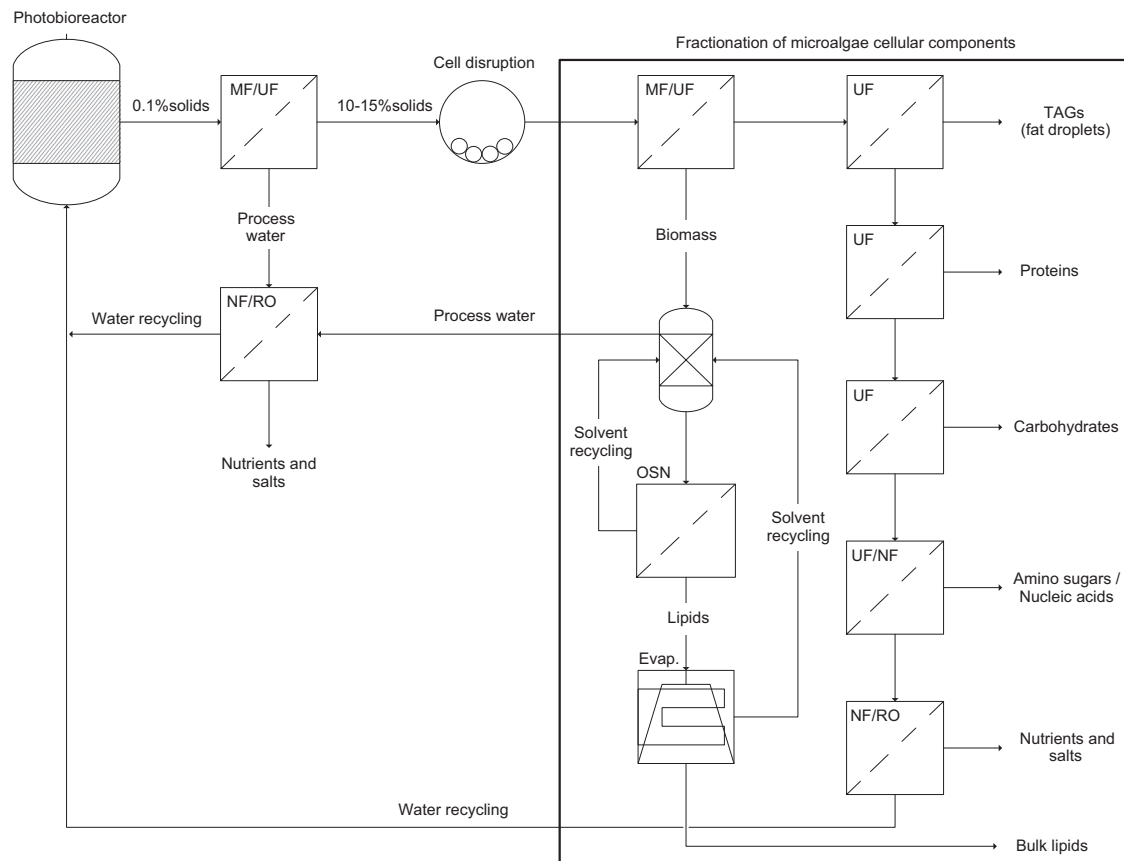 Photobioreactor
Fractionation of microalgae cellular components
Cell disruption
MF/UF
0.1%solids
10-15%solids
MF/UF
UF
TAGs
(fat droplets)
Process
water
Biomass
UF
Proteins
NF/RO
Water recycling
Process water
UF
Carbohydrates
Solvent
recycling
Nutrients and
salts
OSN
Solvent
recycling
UF/NF
Amino sugars /
Nucleic acids
Lipids
Evap.
NF/RO
Nutrients and
salts
Water recycling
Bulk lipids